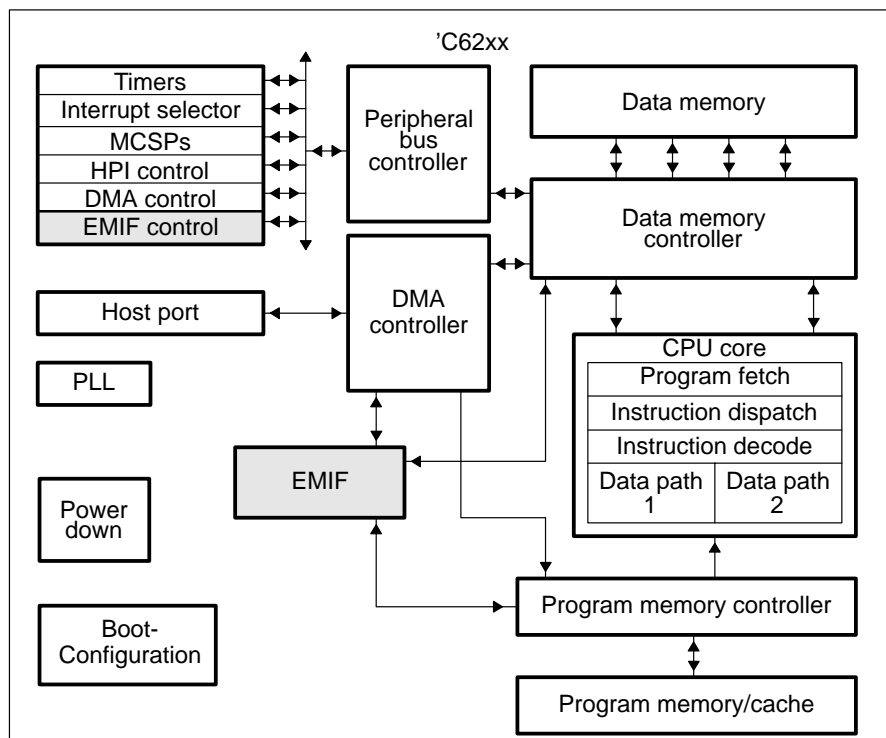 ’C62xx
Timers
Interrupt selector
MCSPs
HPI control
DMA control
EMIF control
Peripheral
bus
controller
Data memory
Data memory
controller
Host port
DMA
controller
PLL
CPU core
Program fetch
Instruction dispatch
Instruction decode
Data path
1
Data path
2
EMIF
Power
down
Boot-
Configuration
Program memory controller
Program memory/cache